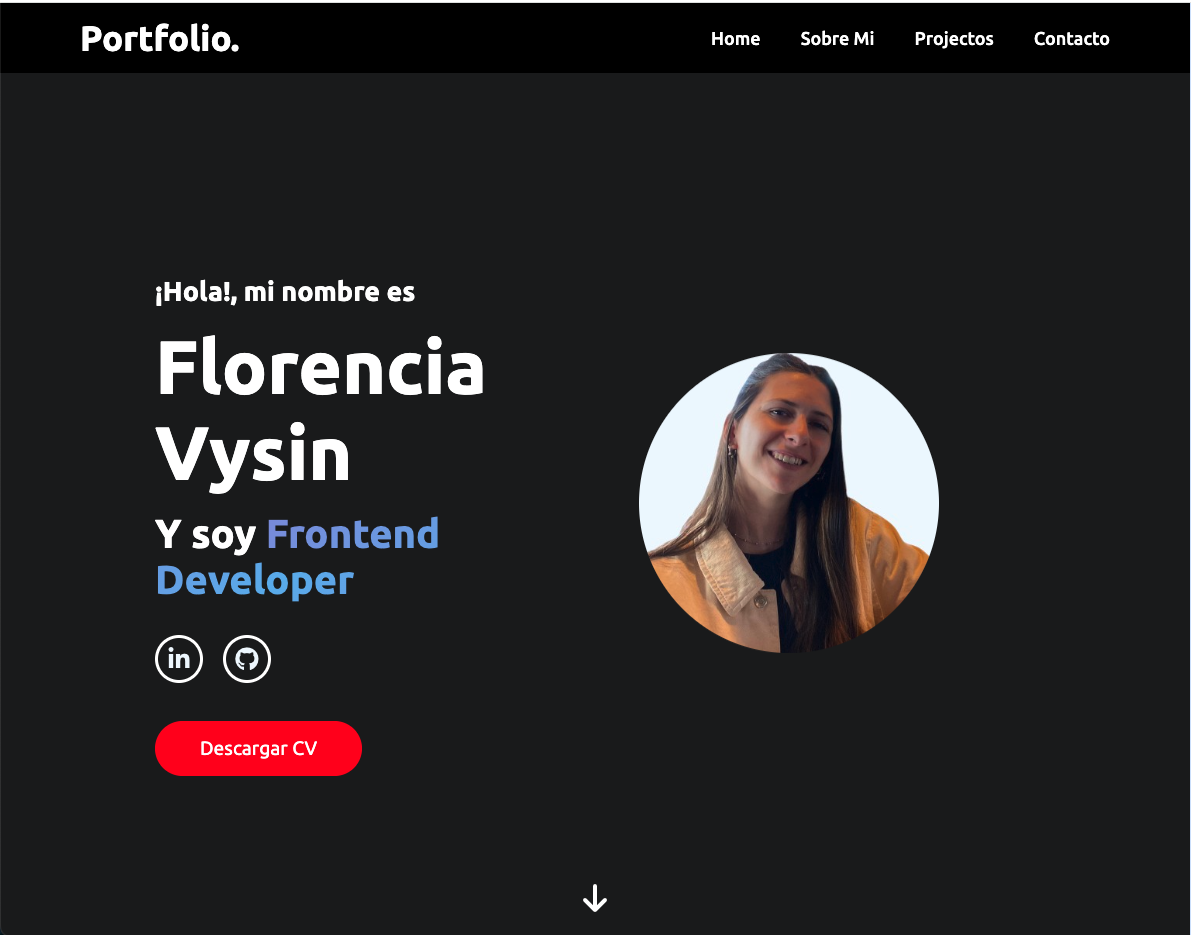 Portfolio.
Home Sobre Mi Projectos Contacto
¡Hola!, mi nombre es
Florencia
Vysin
Y soy Frontend
Developer
in
Descargar CV